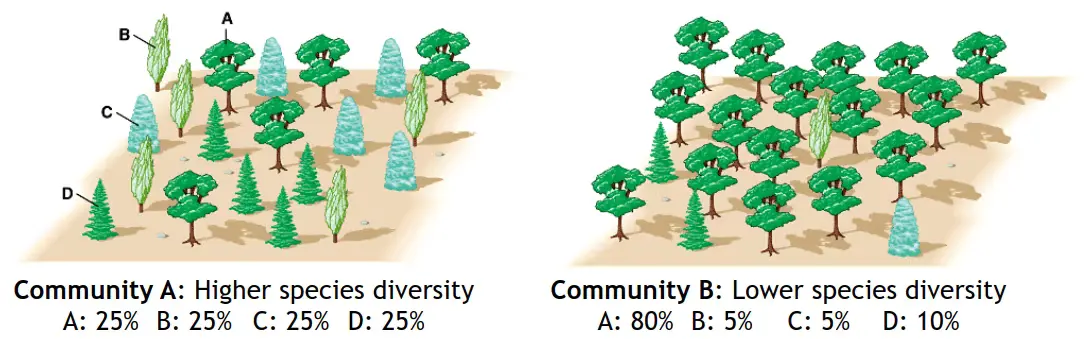 A
B
C
D
Community A: Higher species diversity
A: 25% B: 25% C: 25% D: 25%
Community B: Lower species diversity
A: 80% B: 5% C: 5% D: 10%